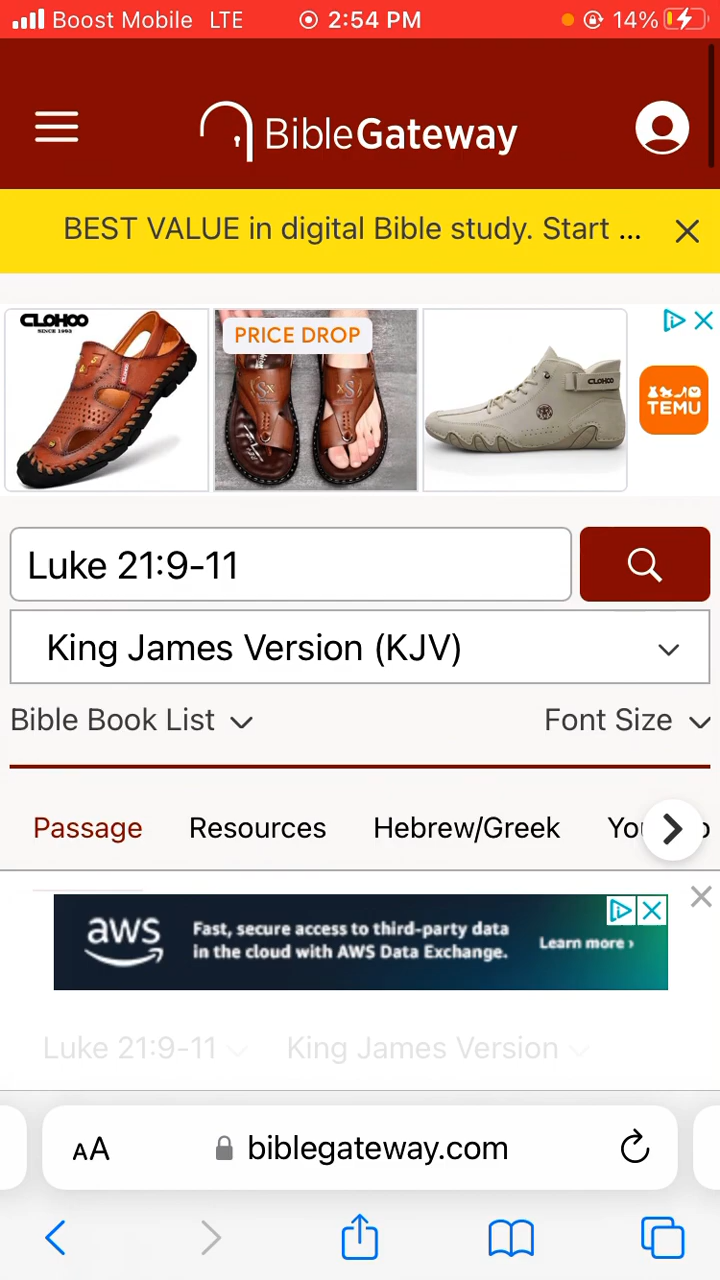 Boost Mobile LTE 2:54 PM 14%
BibleGateway
BEST VALUE in digital Bible study. Start ...
CLOHOO
SINCE 1993
PRICE DROP
CLOHOO
TEMU
Luke 21:9-11
King James Version (KJV)
Bible Book List Font Size
Passage Resources Hebrew/Greek
aws Fast, secure access to third-party data
in the cloud with AWS Data Exchange. Learn more ›
Luke 21:9-11 King James Version
AA biblegateway.com